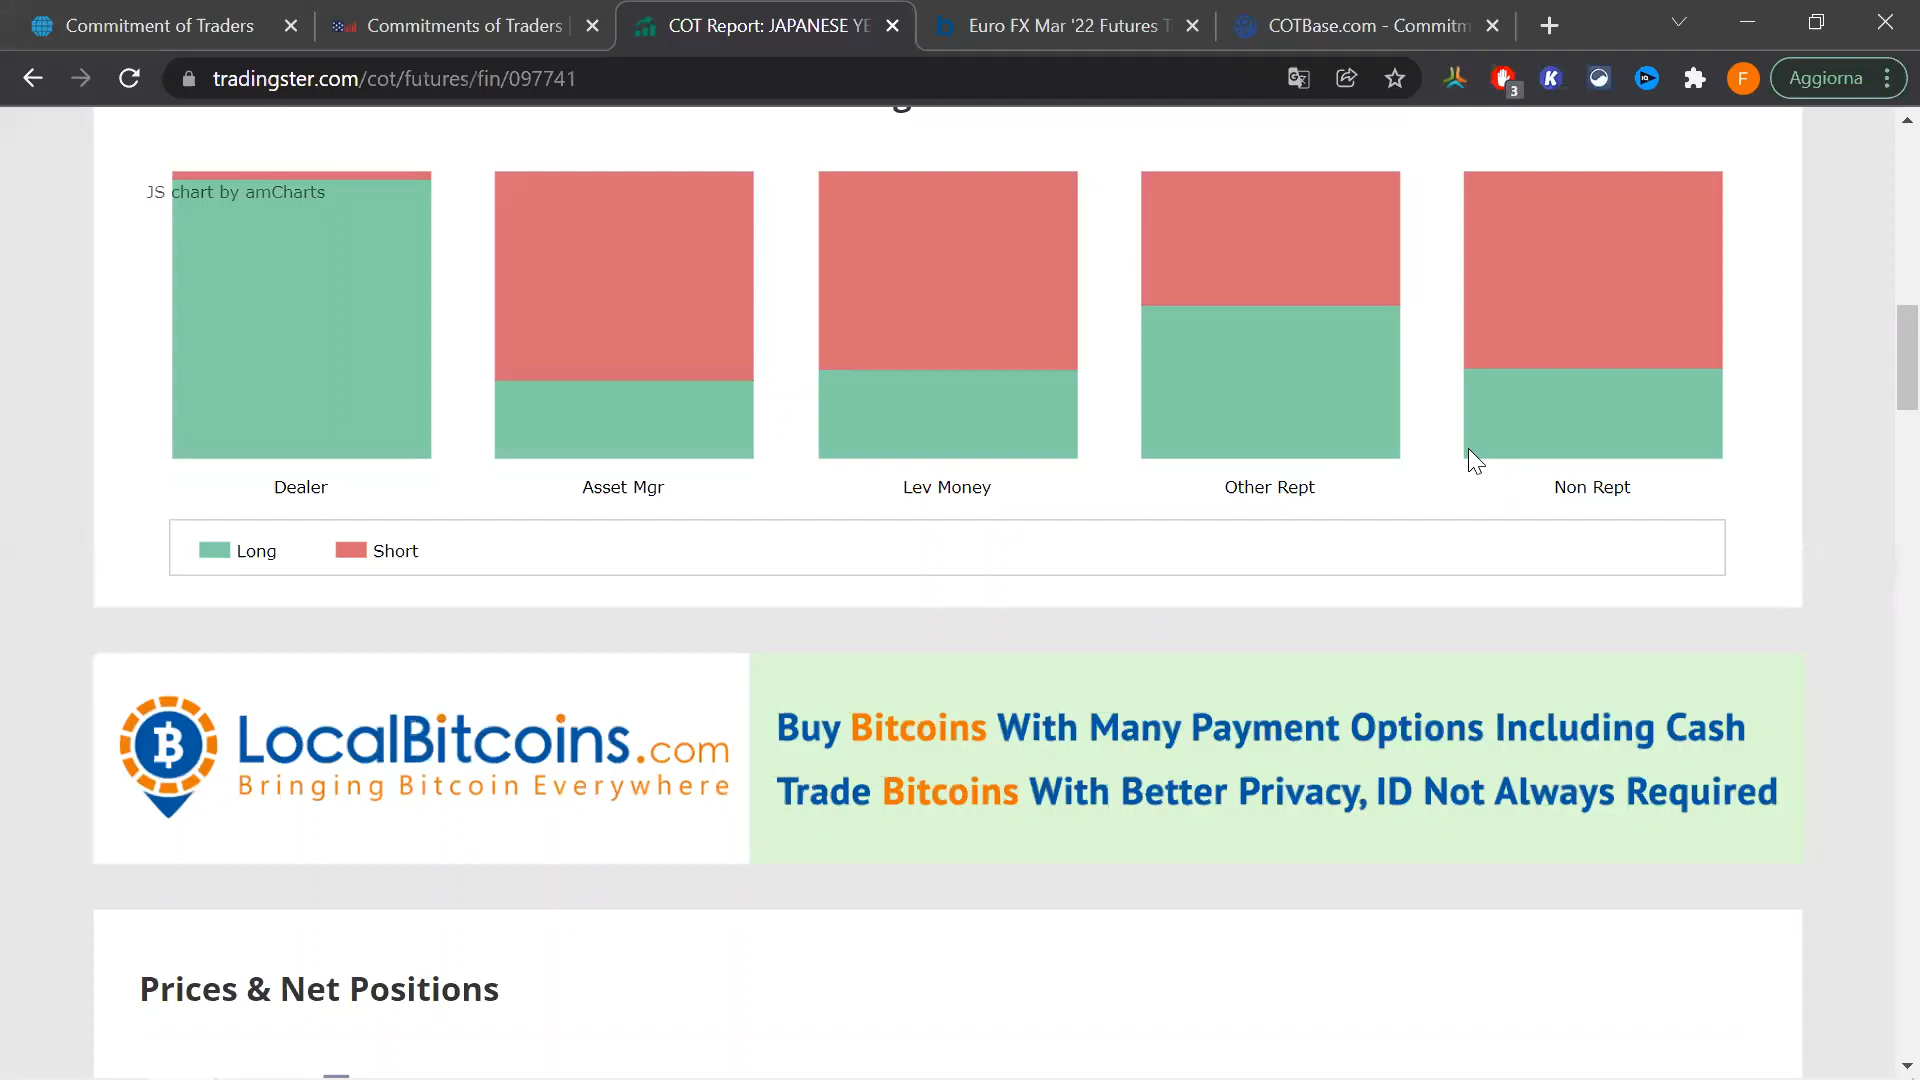 Commitment of Traders
Commitments of Traders
COT Report: JAPANESE YE
Euro FX Mar '22 Futures T
COTBase.com - Commitm
tradingster.com/cot/futures/fin/097741
3
K
F
Aggiorna
JS chart by amCharts
Dealer
Asset Mgr
Lev Money
Other Rept
Non Rept
Long
Short
LocalBitcoins.com
Bringing Bitcoin Everywhere
Buy Bitcoins With Many Payment Options Including Cash
Trade Bitcoins With Better Privacy, ID Not Always Required
Prices & Net Positions